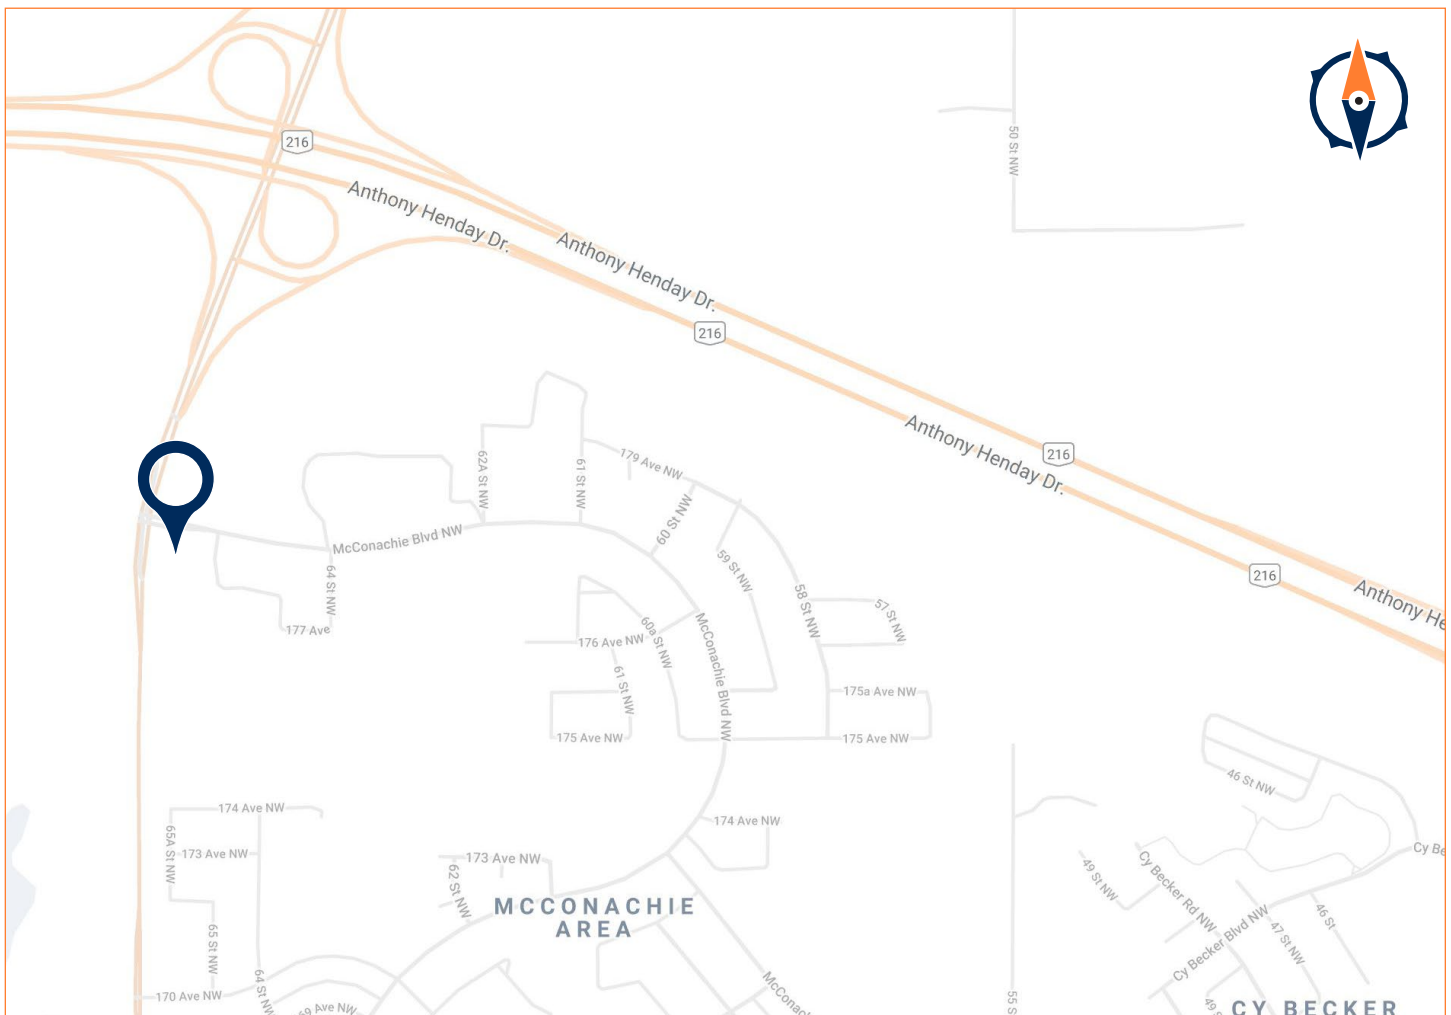 216
50 St NW
Anthony Henday Dr.
Anthony Henday Dr.
216
Anthony Henday Dr.
216
216
Anthony He
62A St NW
61 St NW
179 Ave NW
60 St NW
McConachie Blvd NW
59 St NW
64 St NW
58 St NW
57 St NW
177 Ave
176 Ave NW
60a St NW
McConachie Blvd NW
61 St NW
175a Ave NW
175 Ave NW
175 Ave NW
46 St NW
174 Ave NW
174 Ave NW
65A St NW
173 Ave NW
173 Ave NW
62 St NW
Cy Be
49 St NW
Cy Becker Rd NW
MCCONACHIE
AREA
Cy Becker Blvd NW
47 St NW
46 St
65 St NW
64 St NW
170 Ave NW
69 Ave NW
McConac
55 S
49 S
CY BECKER